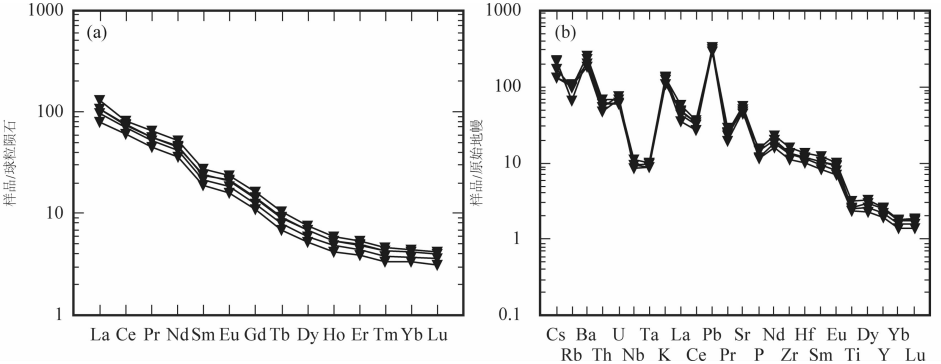 (a)
1000
100
10
1
样品/球粒陨石
La Ce Pr Nd Sm Eu Gd Tb Dy Ho Er Tm Yb Lu
(b)
1000
100
10
1
0.1
样品/原始地幔
Cs Ba U Ta La Pb Sr Nd Hf Eu Dy Yb
Rb Th Nb K Ce Pr P Zr Sm Ti Y Lu